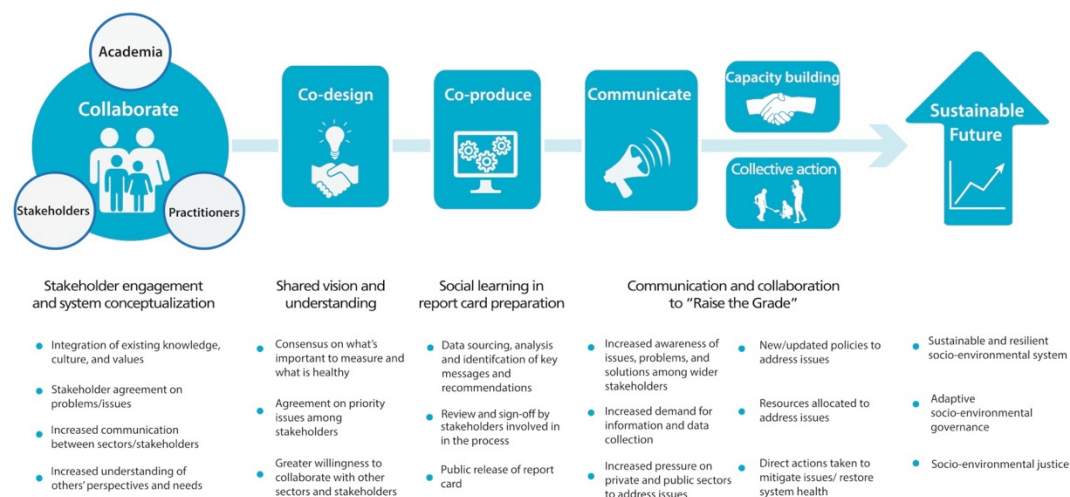 Academia
Collaborate
Stakeholders
Practitioners
Co-design
Co-produce
Communicate
Capacity building
Collective action
Sustainable
Future
Stakeholder engagement
and system conceptualization
Integration of existing knowledge,
culture, and values
Stakeholder agreement on
problems/issues
Increased communication
between sectors/stakeholders
Increased understanding of
others' perspectives and needs
Shared vision and
understanding
Consensus on what's
important to measure and
what is healthy
Agreement on priority
issues among
stakeholders
Greater willingness to
collaborate with other
sectors and stakeholders
Social learning in
report card preparation
Data sourcing, analysis
and identifcation of key
messages and
recommendations
Review and sign-off by
stakeholders involved in
in the process
Public release of report
card
Communication and collaboration
to "Raise the Grade"
Increased awareness of
issues, problems, and
solutions among wider
stakeholders
Increased demand for
information and data
collection
Increased pressure on
private and public sectors
to address issues
New/updated policies to
address issues
Resources allocated to
address issues
Direct actions taken to
mitigate issues/ restore
system health
Sustainable and resilient
socio-environmental system
Adaptive
socio-environmental
governance
Socio-environmental justice